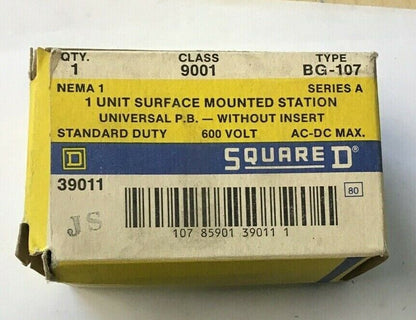 QTY. CLASS TYPE
1 9001 BG-107
NEMA 1 SERIES A
1 UNIT SURFACE MOUNTED STATION
UNIVERSAL P.B. — WITHOUT INSERT
STANDARD DUTY 600 VOLT AC-DC MAX.
D SQUARE D®
39011
80
JS
107 85901 39011 1